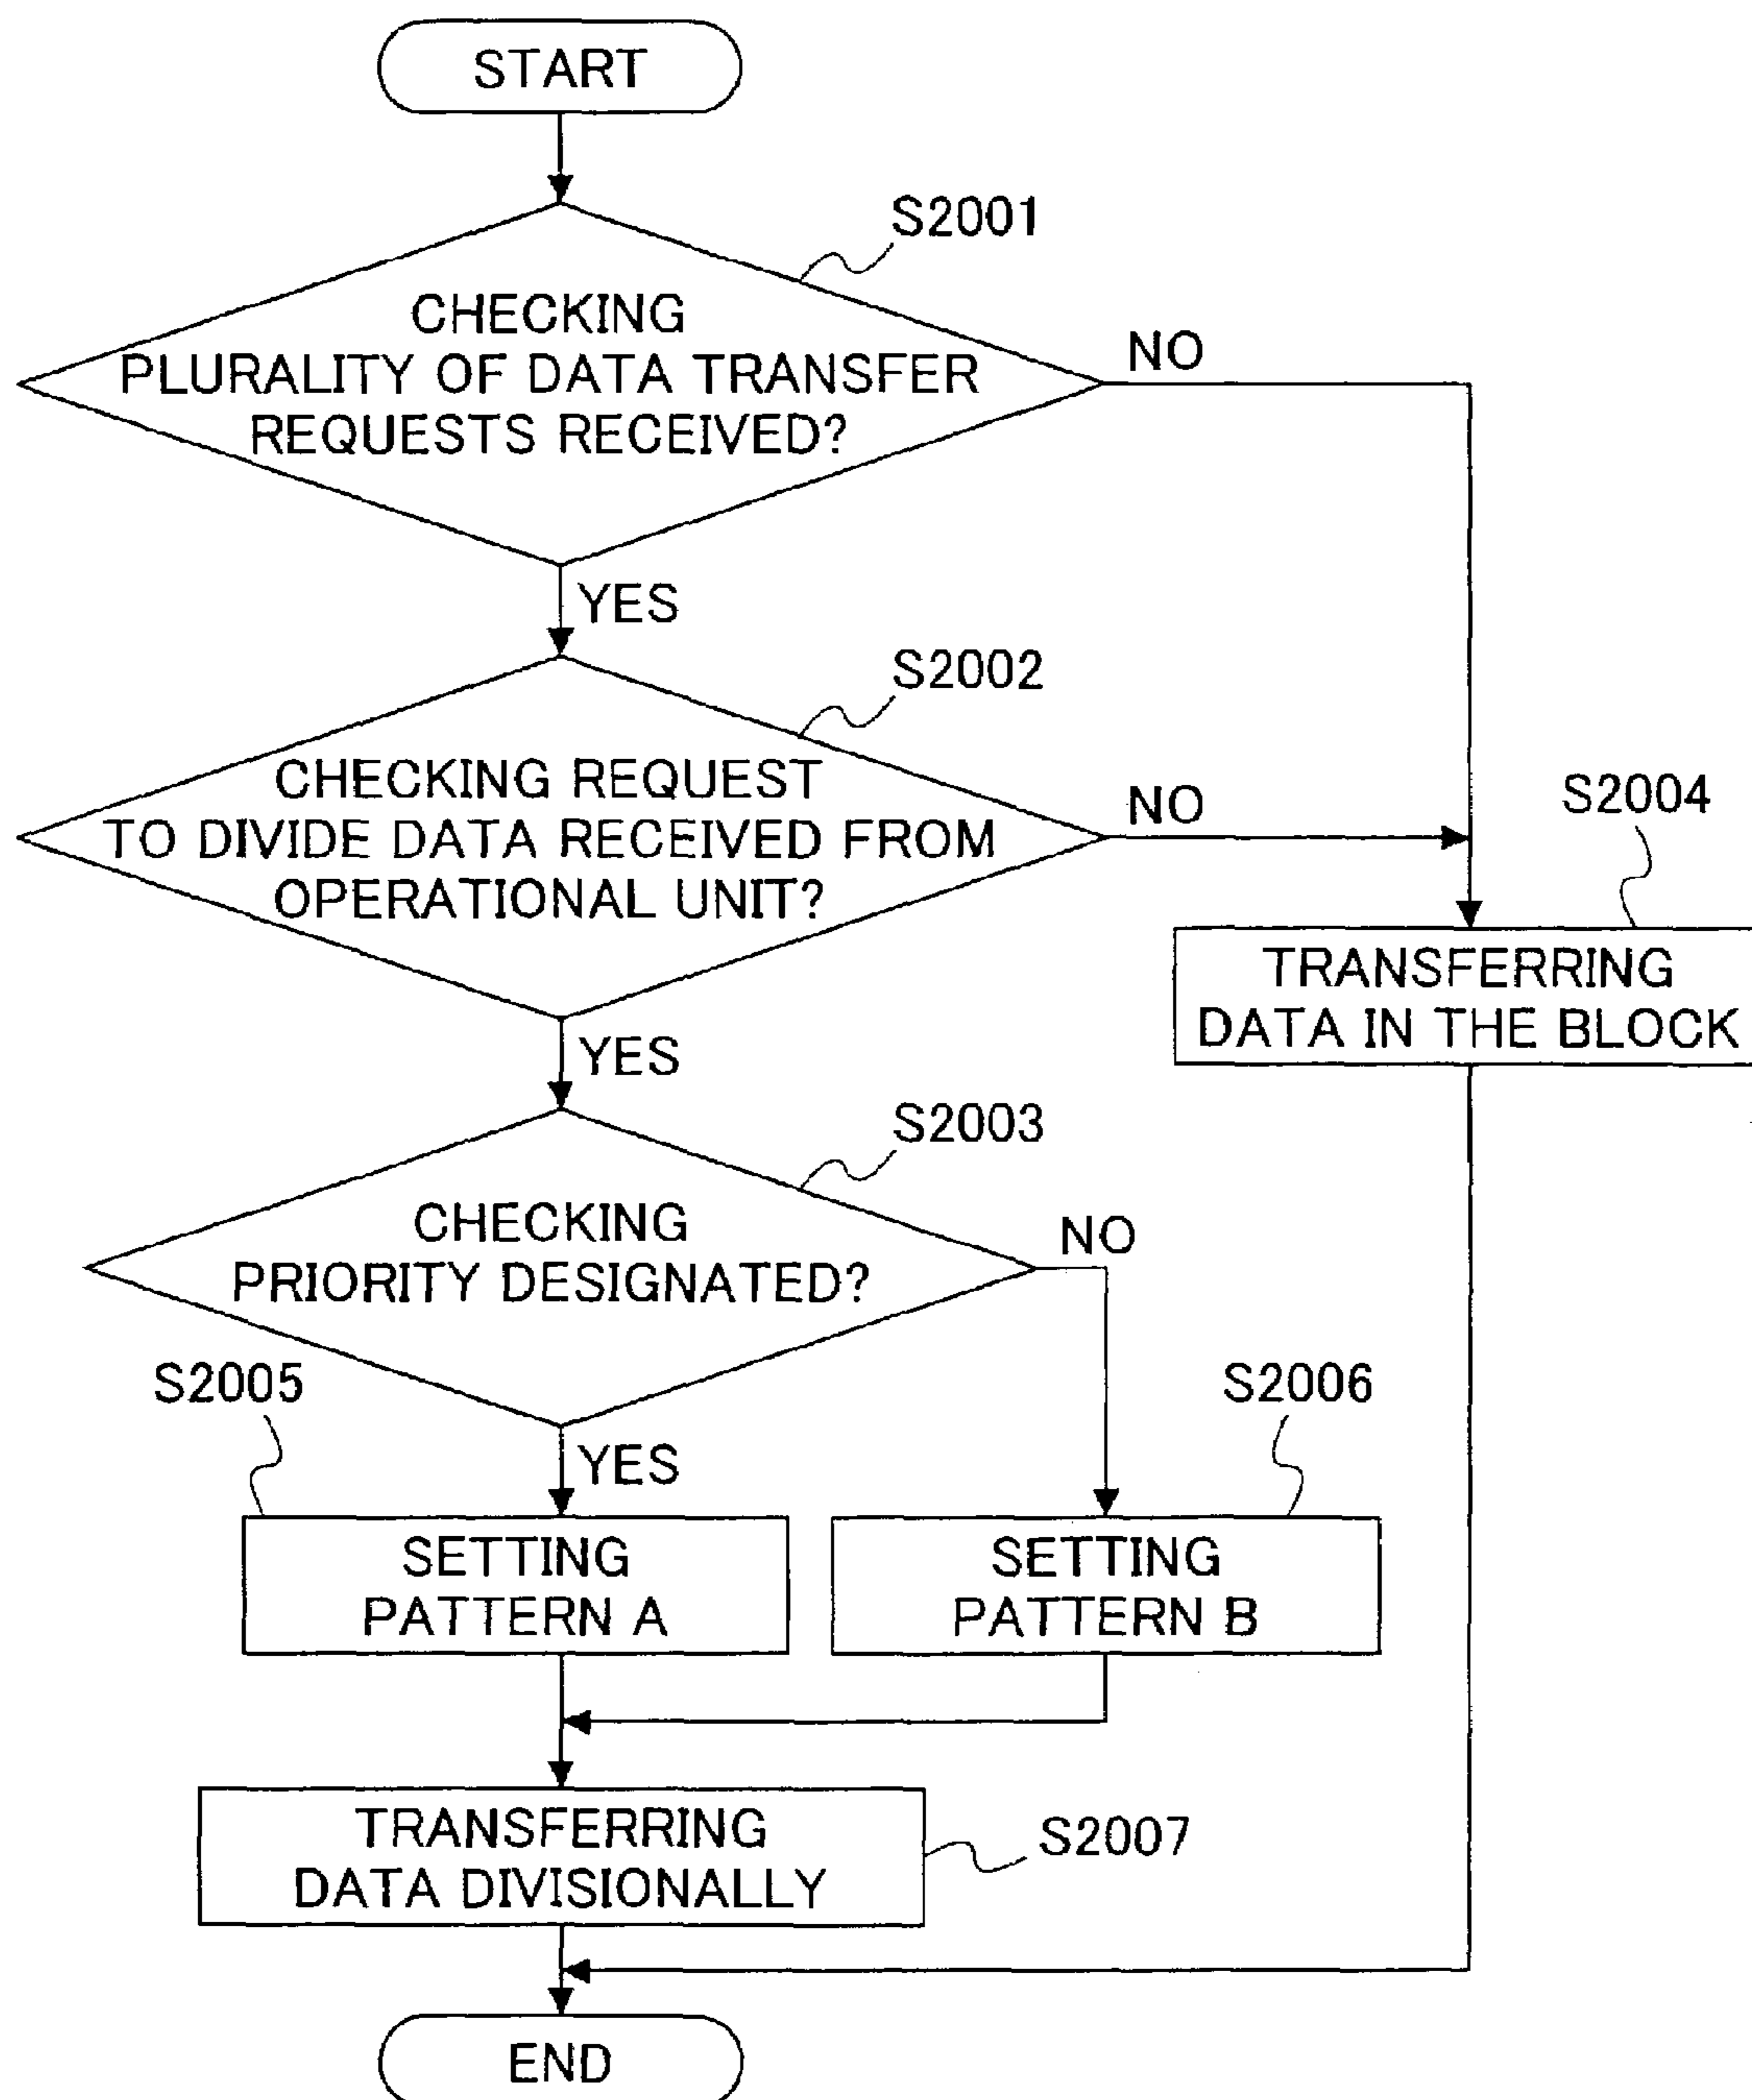 START
S2001
CHECKING
PLURALITY OF DATA TRANSFER
REQUESTS RECEIVED?
NO
YES
S2002
CHECKING REQUEST
TO DIVIDE DATA RECEIVED FROM
OPERATIONAL UNIT?
NO
S2004
TRANSFERRING
DATA IN THE BLOCK
YES
S2003
CHECKING
PRIORITY DESIGNATED?
NO
S2005
YES
S2006
SETTING
PATTERN A
SETTING
PATTERN B
TRANSFERRING
DATA DIVISIONALLY
S2007
END